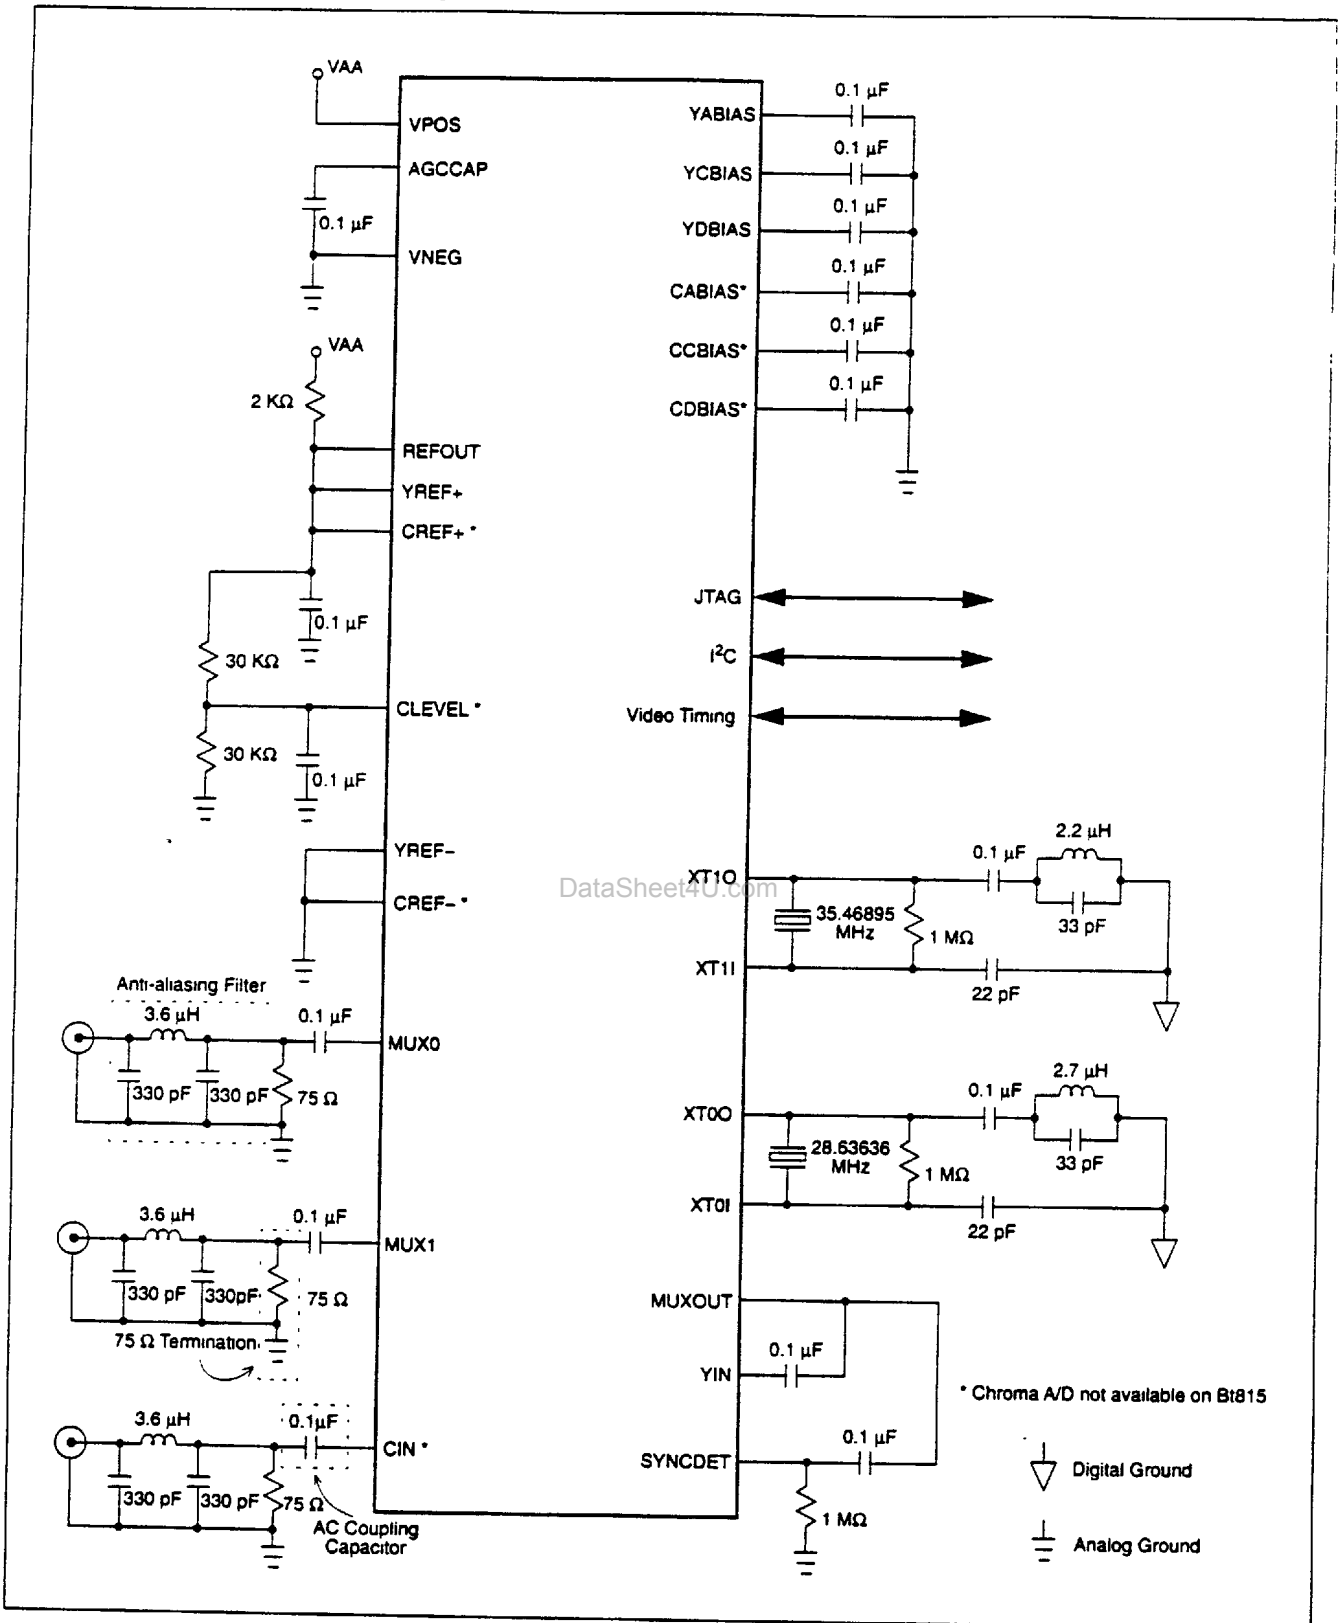 VAA
VPOS
AGCCAP
0.1 µF
VNEG
VAA
2 KΩ
REFOUT
YREF+
CREF+ *
0.1 µF
30 KΩ
CLEVEL *
30 KΩ
0.1 µF
YREF-
CREF- *
Anti-aliasing Filter
3.6 µH
0.1 µF
MUX0
330 pF
330 pF
75 Ω
3.6 µH
0.1 µF
MUX1
330 pF
330pF
75 Ω
75 Ω Termination
3.6 µH
0.1µF
CIN *
330 pF
330 pF
75 Ω
AC Coupling
Capacitor
0.1 µF
YABIAS
0.1 µF
YCBIAS
0.1 µF
YDBIAS
0.1 µF
CABIAS*
0.1 µF
CCBIAS*
0.1 µF
CDBIAS*
JTAG
I²C
Video Timing
2.2 µH
0.1 µF
XT1O
DataSheet4U.com
35.46895
MHz
1 MΩ
33 pF
XT1I
22 pF
2.7 µH
0.1 µF
XT0O
28.63636
MHz
1 MΩ
33 pF
XT0I
22 pF
MUXOUT
0.1 µF
YIN
* Chroma A/D not available on Bt815
0.1 µF
SYNCDET
1 MΩ
Digital Ground
Analog Ground